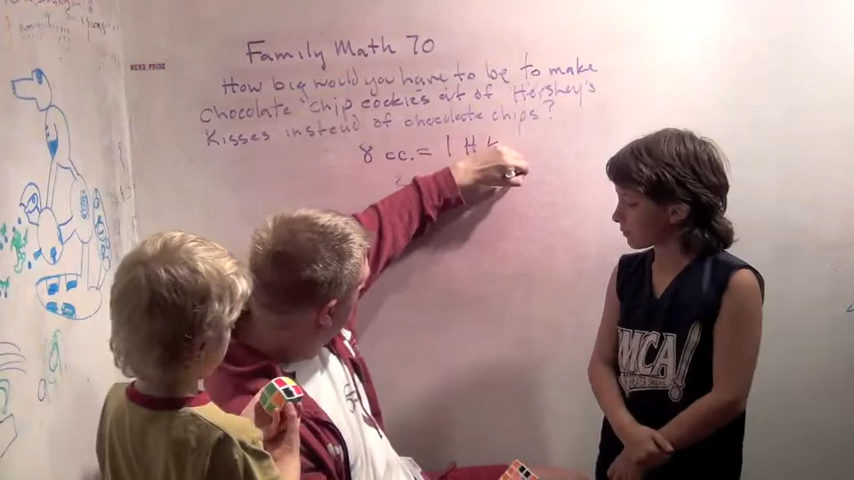 NERD PRIDE
Family Math 70
How big would you have to be to make
Chocolate Chip cookies out of Hershey's
Kisses instead of chocolate chips?
8 cc. = 1 H
YMCA!